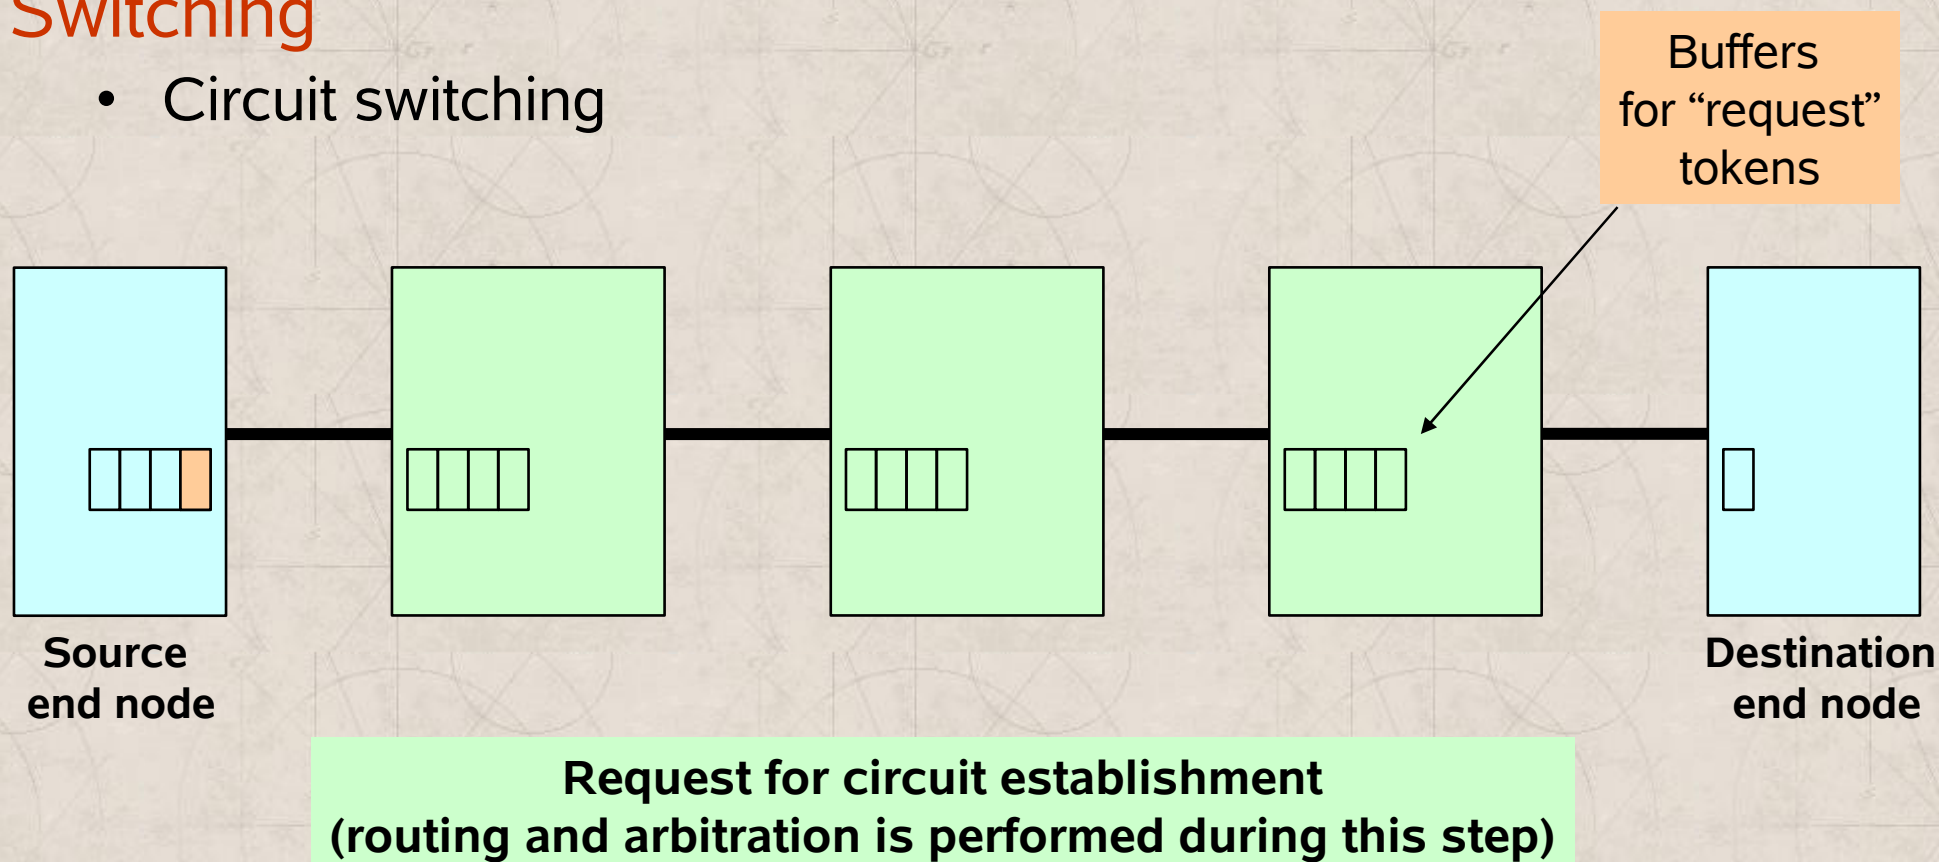 Switching
• Circuit switching
Buffers
for “request”
tokens
Source
end node
Destination
end node
Request for circuit establishment
(routing and arbitration is performed during this step)